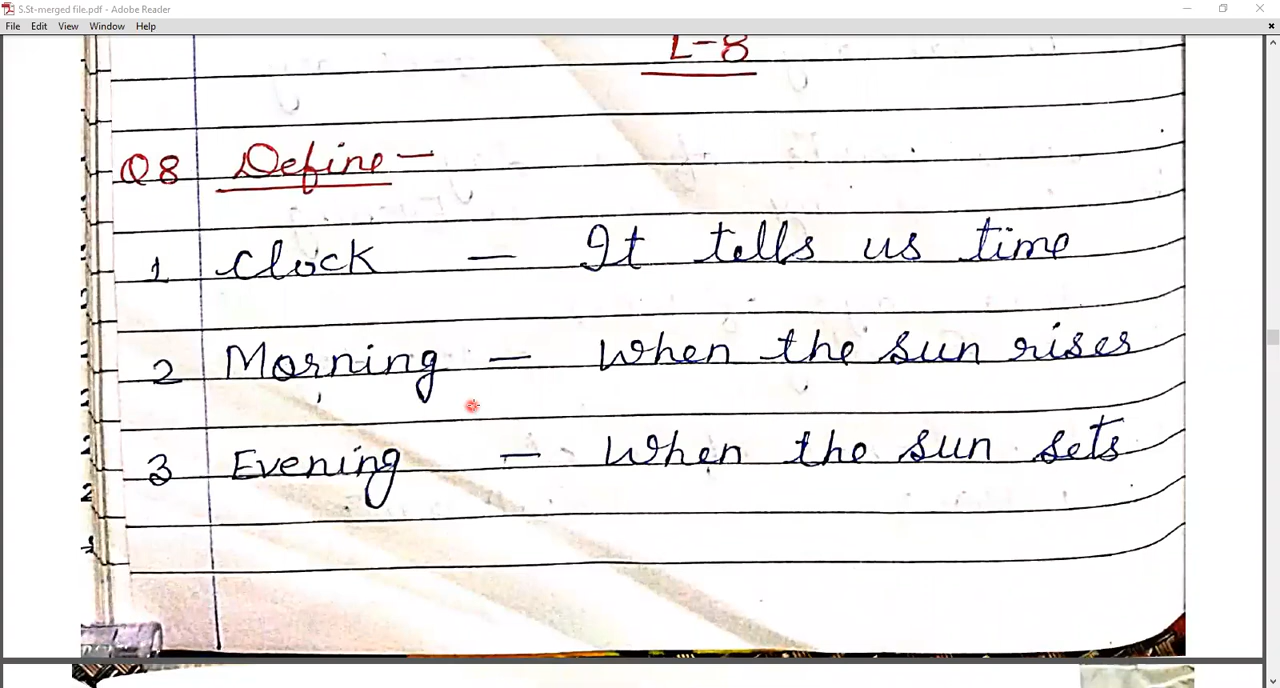 S.St-merged file.pdf - Adobe Reader
File Edit View Window Help
L-8
Q8 Define -
1 Clock - It tells us time
2 Morning - When the sun rises
3 Evening - When the sun sets